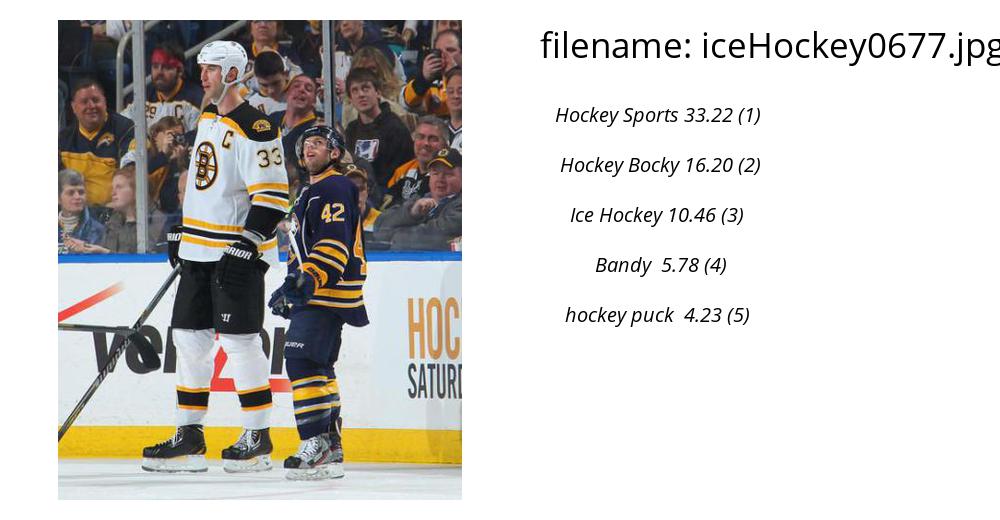 filename: iceHockey0677.jpg
Hockey Sports 33.22 (1)
Hockey Bocky 16.20 (2)
Ice Hockey 10.46 (3)
Bandy 5.78 (4)
hockey puck 4.23 (5)
C
B
33
42
HOC
SATURD